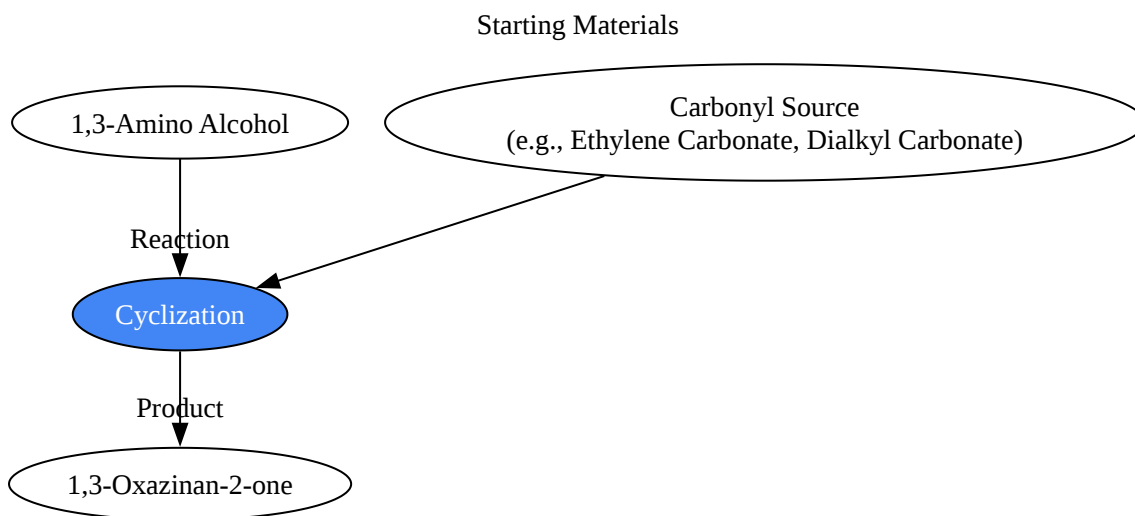 Starting Materials
1,3-Amino Alcohol
Carbonyl Source
(e.g., Ethylene Carbonate, Dialkyl Carbonate)
Reaction
Cyclization
Product
1,3-Oxazinan-2-one